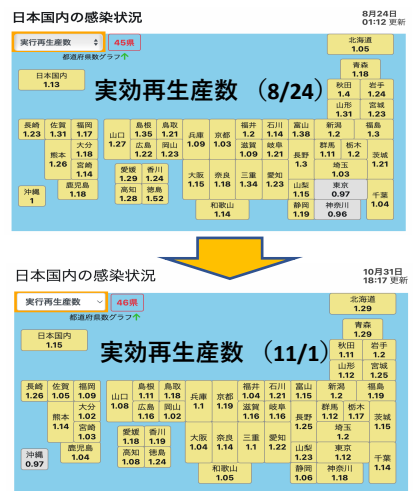 日本国内の感染状況
8月24日
01:12 更新
実行再生産数
45県
都道府県数グラフ↑
実効再生産数 （8/24）
日本国内
1.13
北海道
1.05
青森
1.18
秋田 岩手
1.4 1.24
山形 宮城
1.31 1.23
長崎 佐賀 福岡 山口 島根 鳥取 兵庫 京都 福井 石川 富山 新潟 福島
1.23 1.31 1.17 1.27 1.35 1.21 1.09 1.03 1.2 1.14 1.38 1.2 1.3
熊本 大分 広島 岡山 滋賀 岐阜 長野 群馬 栃木 茨城
1.26 1.18 1.22 1.23 1.09 1.21 1.3 1.11 1.2 1.21
宮崎 愛媛 香川 大阪 奈良 三重 愛知 埼玉
1.14 1.29 1.24 1.15 1.18 1.34 1.23 1.03
沖縄 鹿児島 高知 徳島 山梨 東京 千葉
1 1.18 1.28 1.52 1.15 0.97 1.04
和歌山 静岡 神奈川
1.14 1.19 0.96
日本国内の感染状況
10月31日
18:17 更新
実行再生産数
46県
都道府県数グラフ↑
実効再生産数 （11/1）
日本国内
1.15
北海道
1.29
青森
1.29
秋田 岩手
1.11 1.2
山形 宮城
1.12 1.25
長崎 佐賀 福岡 山口 島根 鳥取 兵庫 京都 福井 石川 富山 新潟 福島
1.26 1.05 1.09 1.08 1.11 1.18 1.1 1.19 1.04 1.21 1.15 1.2 1.19
熊本 大分 広島 岡山 滋賀 岐阜 長野 群馬 栃木 茨城
1.14 1.02 1.16 1.02 1.16 1.16 1.25 1.12 1.17 1.15
宮崎 愛媛 香川 大阪 奈良 三重 愛知 埼玉
1.03 1.18 1.19 1.04 1.14 1.1 1.22 1.2
沖縄 鹿児島 高知 徳島 山梨 東京 千葉
0.97 1.04 1.08 1.24 1.23 1.12 1.14
和歌山 静岡 神奈川
1.05 1.06 1.18